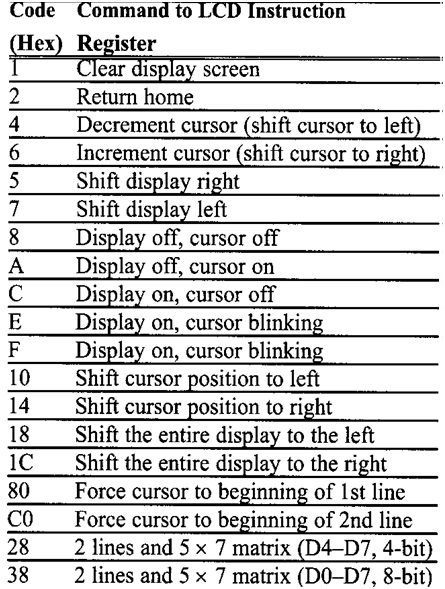 Code Command to LCD Instruction
(Hex) Register
1 Clear display screen
2 Return home
4 Decrement cursor (shift cursor to left)
6 Increment cursor (shift cursor to right)
5 Shift display right
7 Shift display left
8 Display off, cursor off
A Display off, cursor on
C Display on, cursor off
E Display on, cursor blinking
F Display on, cursor blinking
10 Shift cursor position to left
14 Shift cursor position to right
18 Shift the entire display to the left
1C Shift the entire display to the right
80 Force cursor to beginning of 1st line
C0 Force cursor to beginning of 2nd line
28 2 lines and 5 × 7 matrix (D4–D7, 4-bit)
38 2 lines and 5 × 7 matrix (D0–D7, 8-bit)